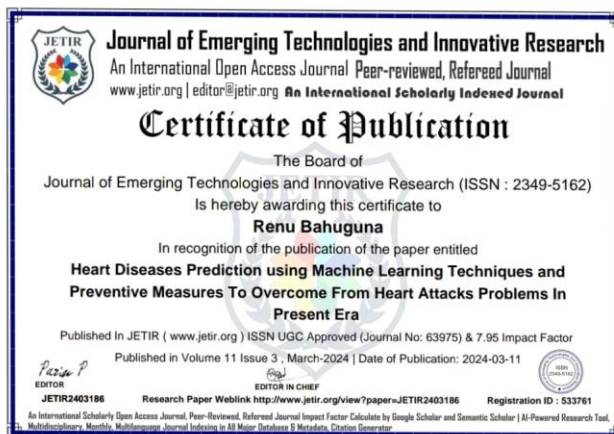 JETIR
Journal of Emerging Technologies and Innovative Research
An International Open Access Journal Peer-reviewed, Refereed Journal
www.jetir.org | editor@jetir.org An International Scholarly Indexed Journal
Certificate of Publication
The Board of
Journal of Emerging Technologies and Innovative Research (ISSN : 2349-5162)
Is hereby awarding this certificate to
Renu Bahuguna
In recognition of the publication of the paper entitled
Heart Diseases Prediction using Machine Learning Techniques and
Preventive Measures To Overcome From Heart Attacks Problems In
Present Era
Published In JETIR ( www.jetir.org ) ISSN UGC Approved (Journal No: 63975) & 7.95 Impact Factor
Published in Volume 11 Issue 3 , March-2024 | Date of Publication: 2024-03-11
Parisa P
EDITOR
EDITOR IN CHIEF
ISSN
2349-5162
JETIR2403186 Research Paper Weblink http://www.jetir.org/view?paper=JETIR2403186 Registration ID : 533761
An International Scholarly Open Access Journal, Peer-Reviewed, Refereed Journal Impact Factor Calculate by Google Scholar and Semantic Scholar | AI-Powered Research Tool,
Multidisciplinary, Monthly, Multilanguage Journal Indexing in All Major Database & Metadata, Citation Generator